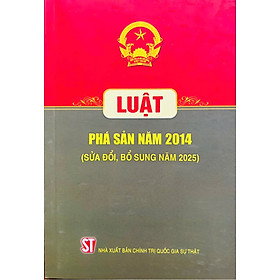 LUẬT
PHÁ SẢN NĂM 2014
(SỬA ĐỔI, BỔ SUNG NĂM 2025)
ST
NHÀ XUẤT BẢN CHÍNH TRỊ QUỐC GIA SỰ THẬT